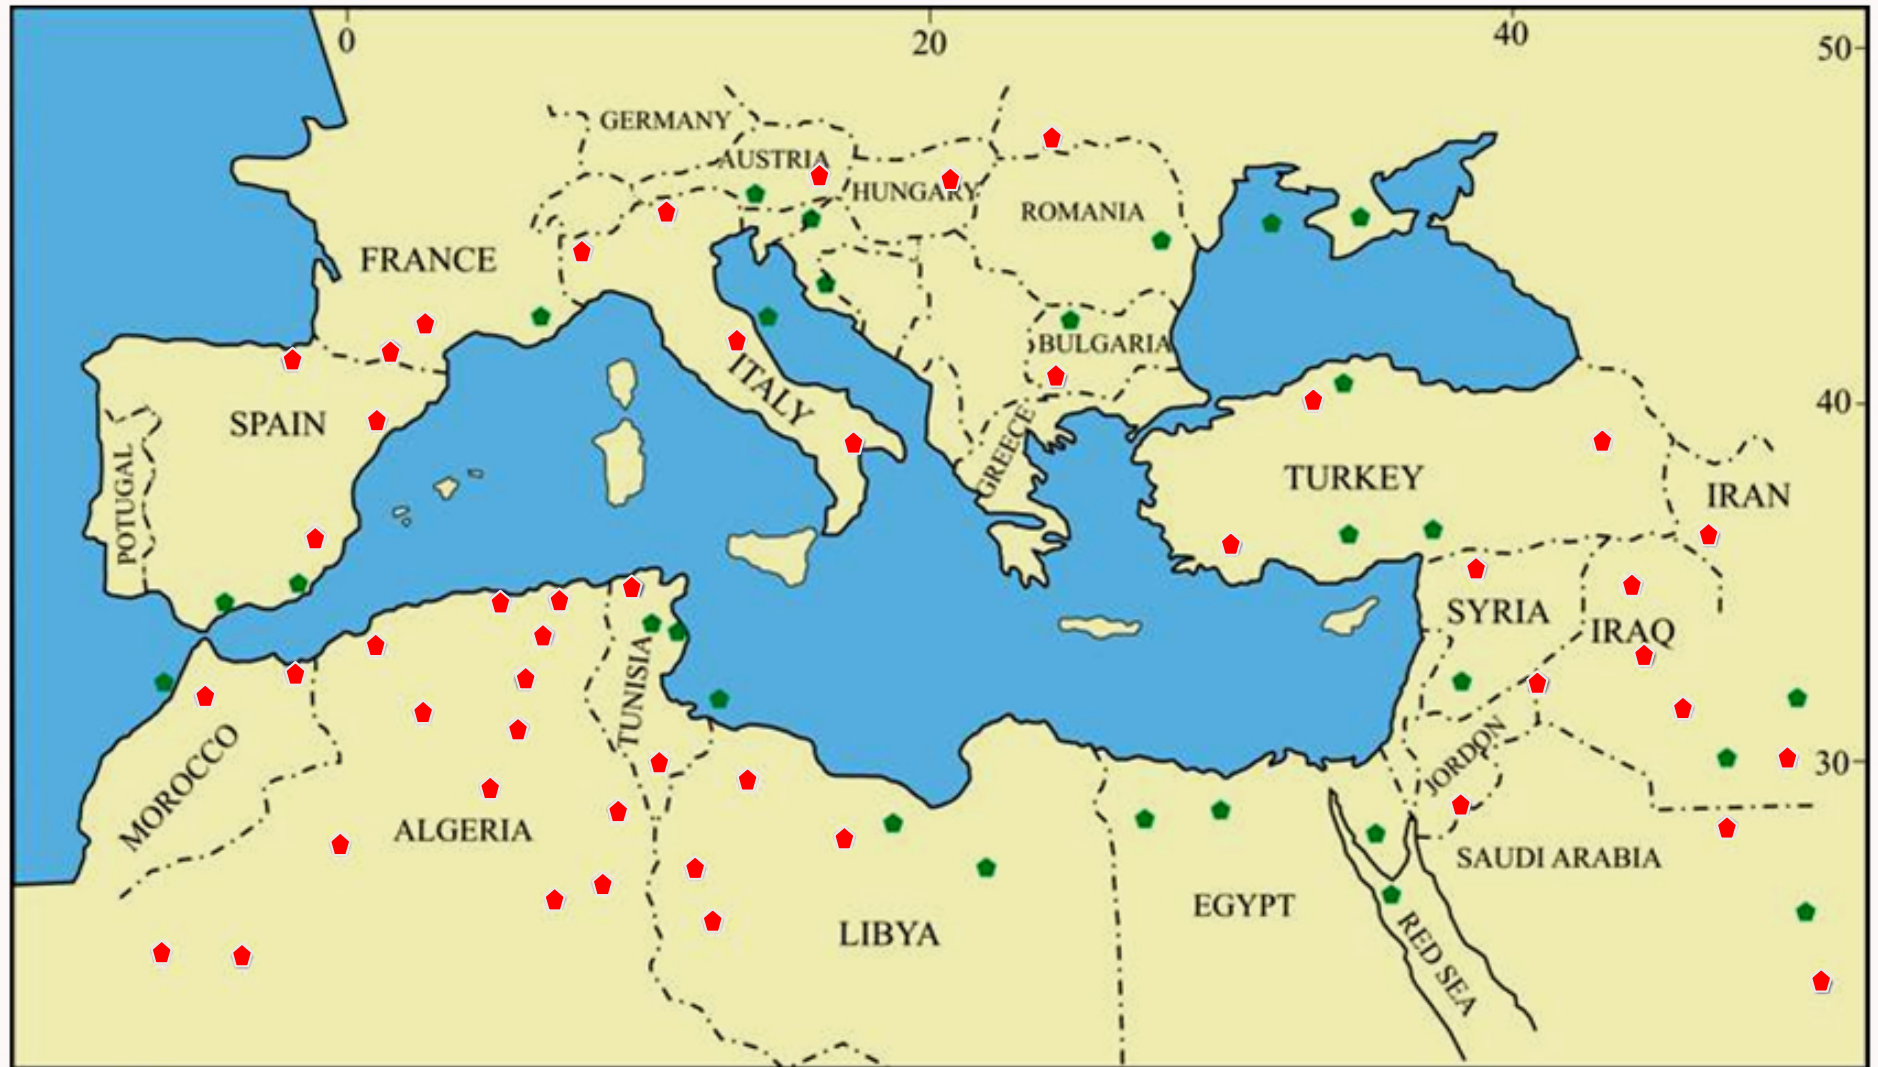 0
20
40
50
GERMANY
AUSTRIA
HUNGARY
ROMANIA
FRANCE
BULGARIA
ITALY
SPAIN
40
GREECE
TURKEY
IRAN
POTUGAL
SYRIA
IRAQ
TUNISIA
MOROCCO
JORDON
30
ALGERIA
SAUDI ARABIA
EGYPT
LIBYA
RED SEA